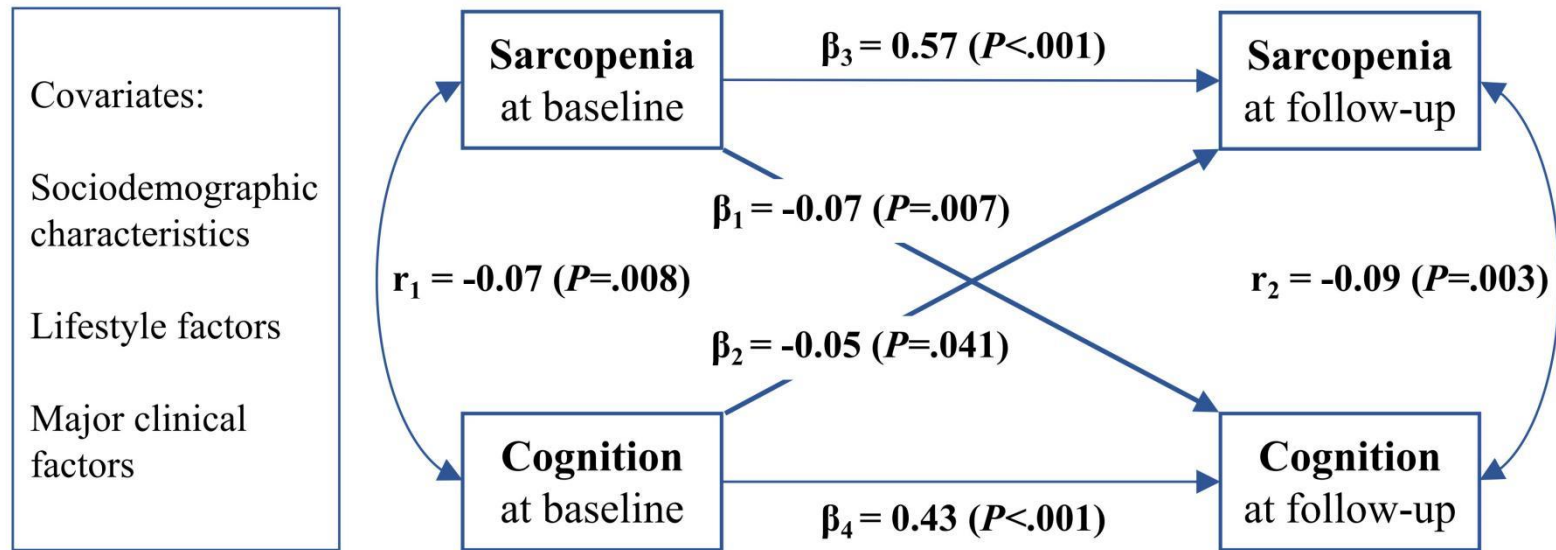 Covariates:
Sociodemographic
characteristics
Lifestyle factors
Major clinical
factors
Sarcopenia
at baseline
β₃ = 0.57 (P<.001)
Sarcopenia
at follow-up
β₁ = -0.07 (P=.007)
r₁ = -0.07 (P=.008)
r₂ = -0.09 (P=.003)
β₂ = -0.05 (P=.041)
Cognition
at baseline
β₄ = 0.43 (P<.001)
Cognition
at follow-up